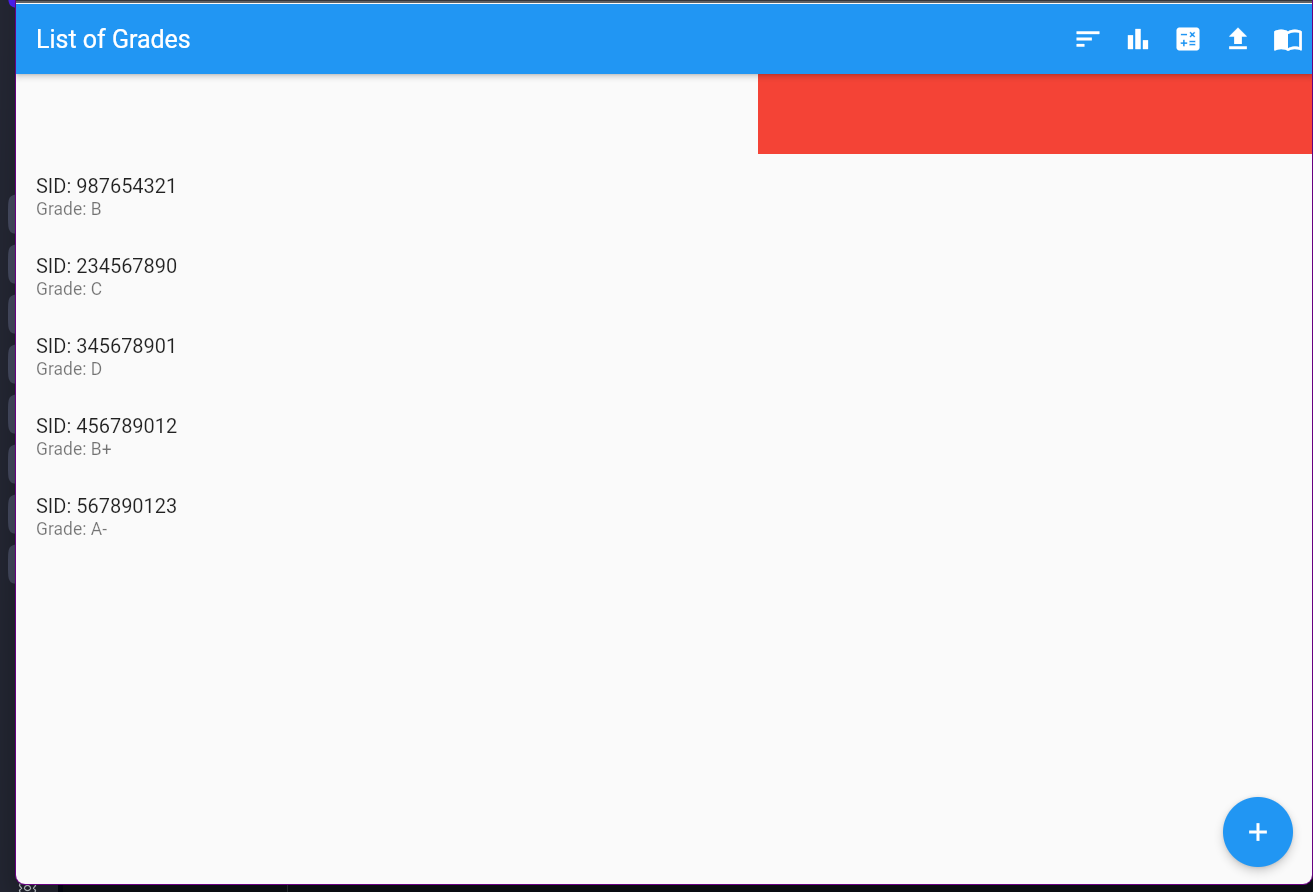 List of Grades
SID: 987654321
Grade: B
SID: 234567890
Grade: C
SID: 345678901
Grade: D
SID: 456789012
Grade: B+
SID: 567890123
Grade: A-